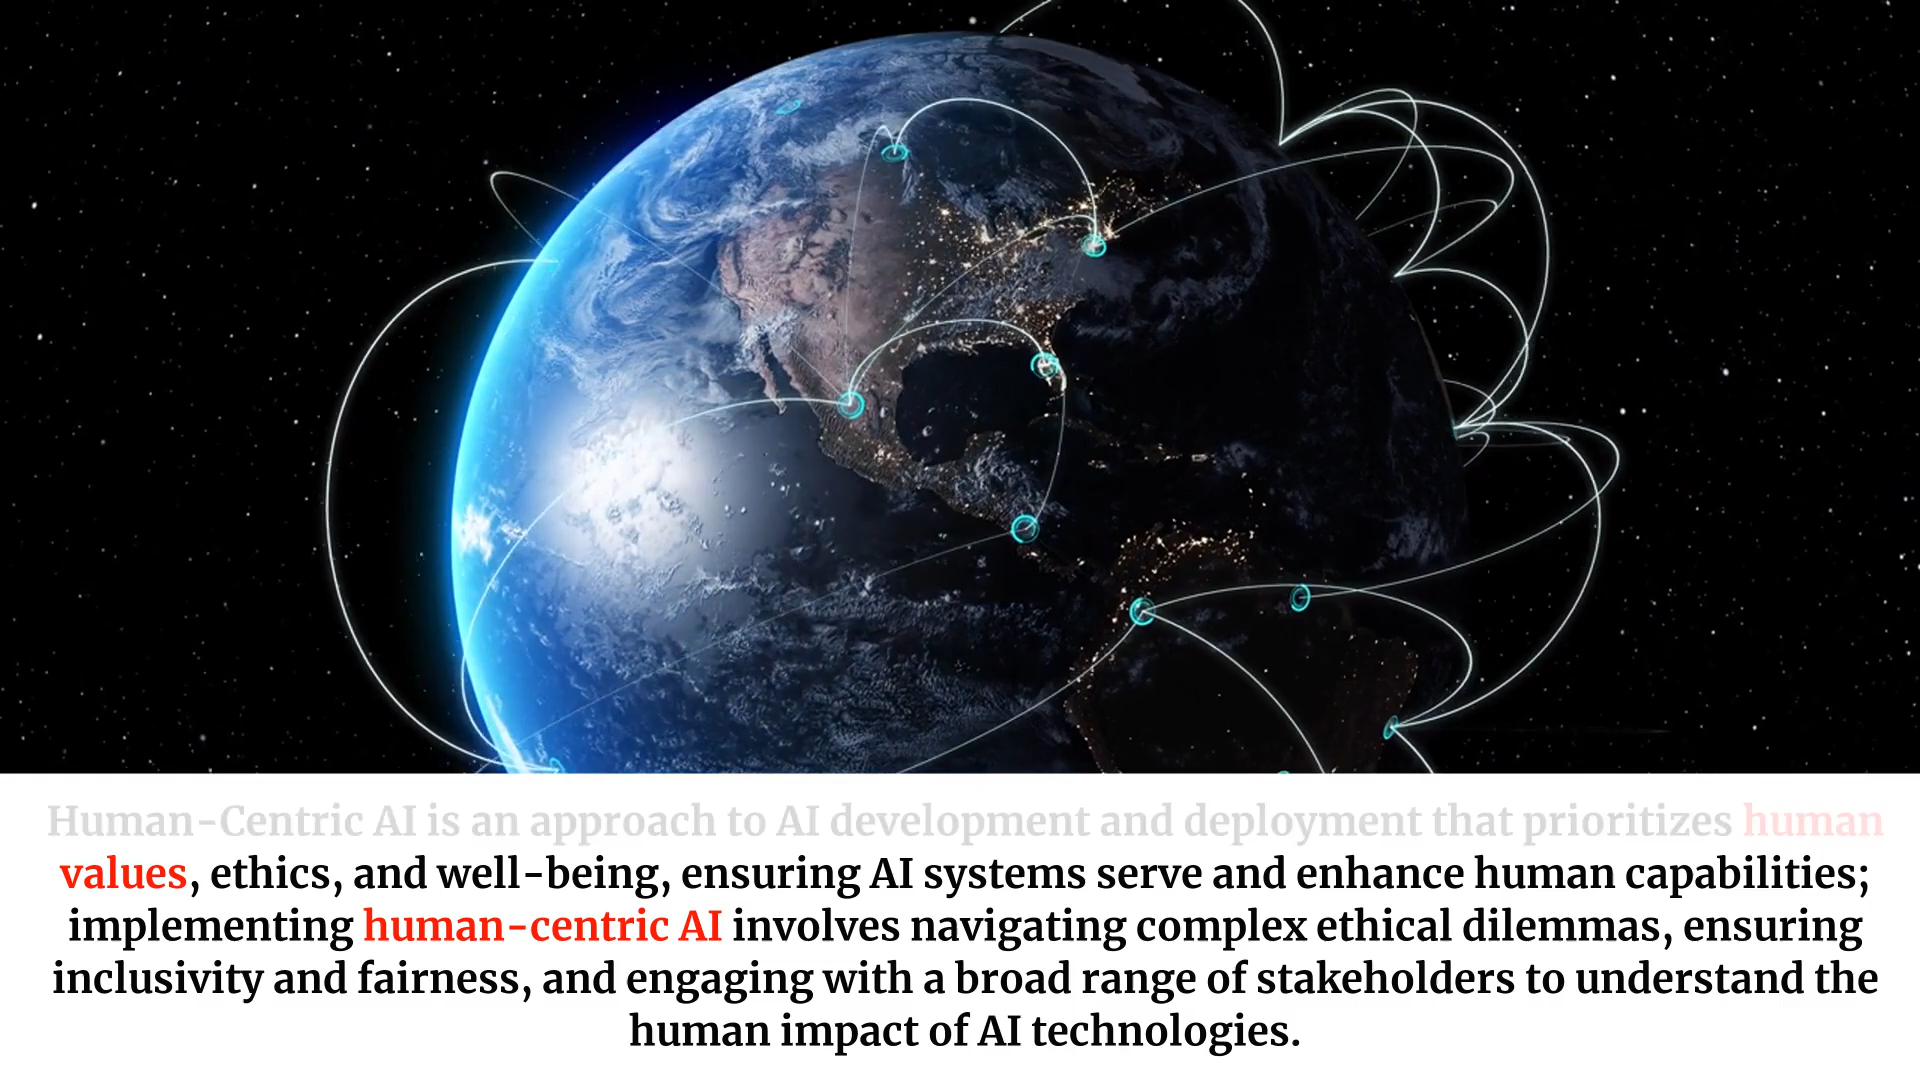 Human-Centric AI is an approach to AI development and deployment that prioritizes human
values, ethics, and well-being, ensuring AI systems serve and enhance human capabilities;
implementing human-centric AI involves navigating complex ethical dilemmas, ensuring
inclusivity and fairness, and engaging with a broad range of stakeholders to understand the
human impact of AI technologies.